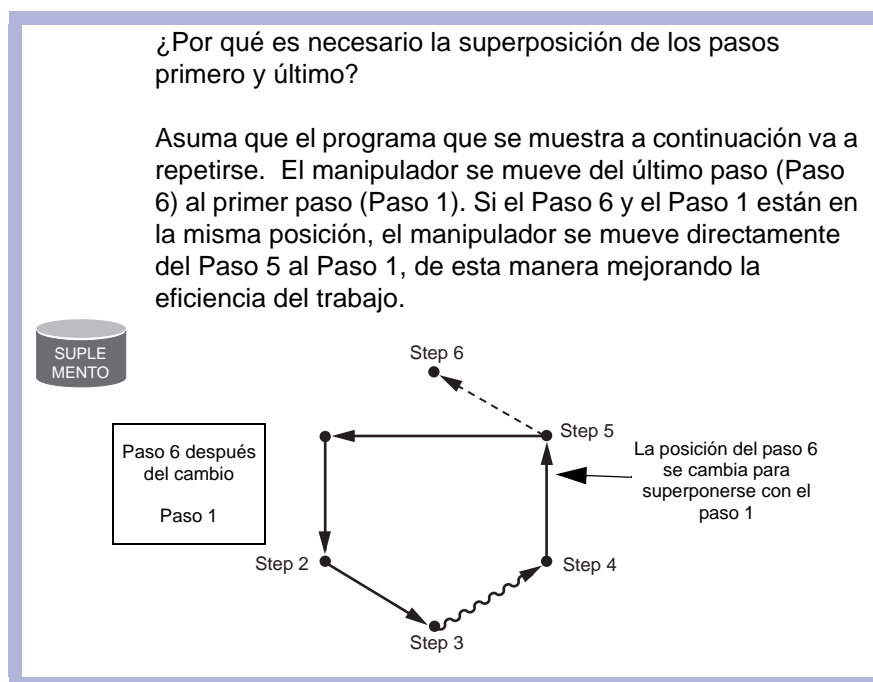 ¿Por qué es necesario la superposición de los pasos
primero y último?
Asuma que el programa que se muestra a continuación va a
repetirse. El manipulador se mueve del último paso (Paso
6) al primer paso (Paso 1). Si el Paso 6 y el Paso 1 están en
la misma posición, el manipulador se mueve directamente
del Paso 5 al Paso 1, de esta manera mejorando la
eficiencia del trabajo.
SUPLE
MENTO
Step 6
Step 5
Paso 6 después
del cambio
Paso 1
La posición del paso 6
se cambia para
superponerse con el
paso 1
Step 2
Step 4
Step 3